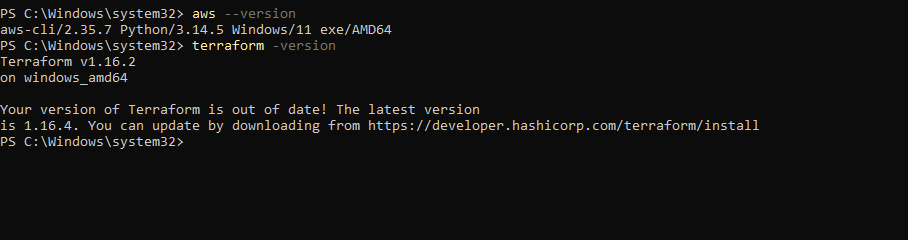 PS C:\Windows\system32> aws --version
aws-cli/2.35.7 Python/3.14.5 Windows/11 exe/AMD64
PS C:\Windows\system32> terraform -version
Terraform v1.16.2
on windows_amd64
Your version of Terraform is out of date! The latest version
is 1.16.4. You can update by downloading from https://developer.hashicorp.com/terraform/install
PS C:\Windows\system32>